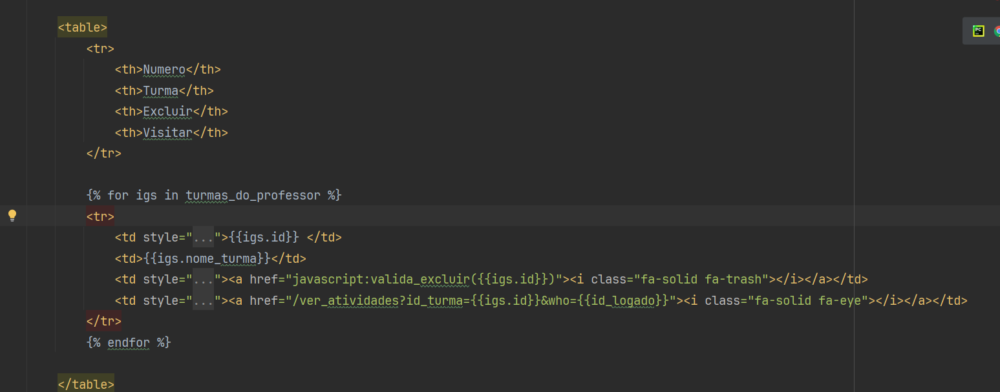 <table>
<tr>
<th>Numero</th>
<th>Turma</th>
<th>Excluir</th>
<th>Visitar</th>
</tr>
{% for igs in turmas_do_professor %}
<tr>
<td style="...">{{igs.id}} </td>
<td>{{igs.nome_turma}}</td>
<td style="..."><a href="javascript:valida_excluir({{igs.id}})"><i class="fa-solid fa-trash"></i></a></td>
<td style="..."><a href="/ver_atividades?id_turma={{igs.id}}&who={{id_logado}}"><i class="fa-solid fa-eye"></i></a></td>
</tr>
{% endfor %}
</table>
PC